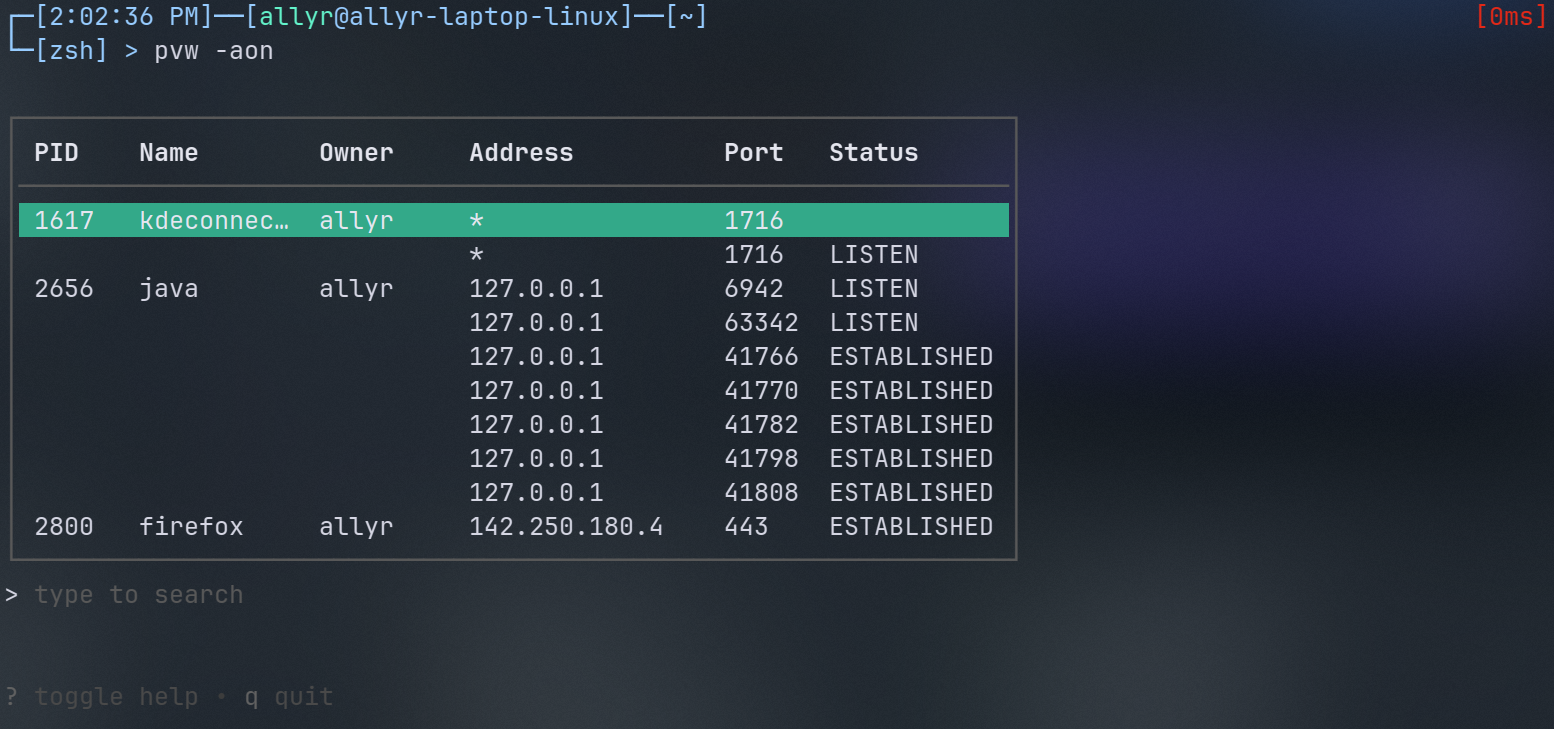 [2:02:36 PM]——[allyr@allyr-laptop-linux]——[~] [0ms]
[zsh] > pvw -aon
PID Name Owner Address Port Status
1617 kdeconnec… allyr * 1716
* 1716 LISTEN
2656 java allyr 127.0.0.1 6942 LISTEN
127.0.0.1 63342 LISTEN
127.0.0.1 41766 ESTABLISHED
127.0.0.1 41770 ESTABLISHED
127.0.0.1 41782 ESTABLISHED
127.0.0.1 41798 ESTABLISHED
127.0.0.1 41808 ESTABLISHED
2800 firefox allyr 142.250.180.4 443 ESTABLISHED
> type to search
? toggle help • q quit